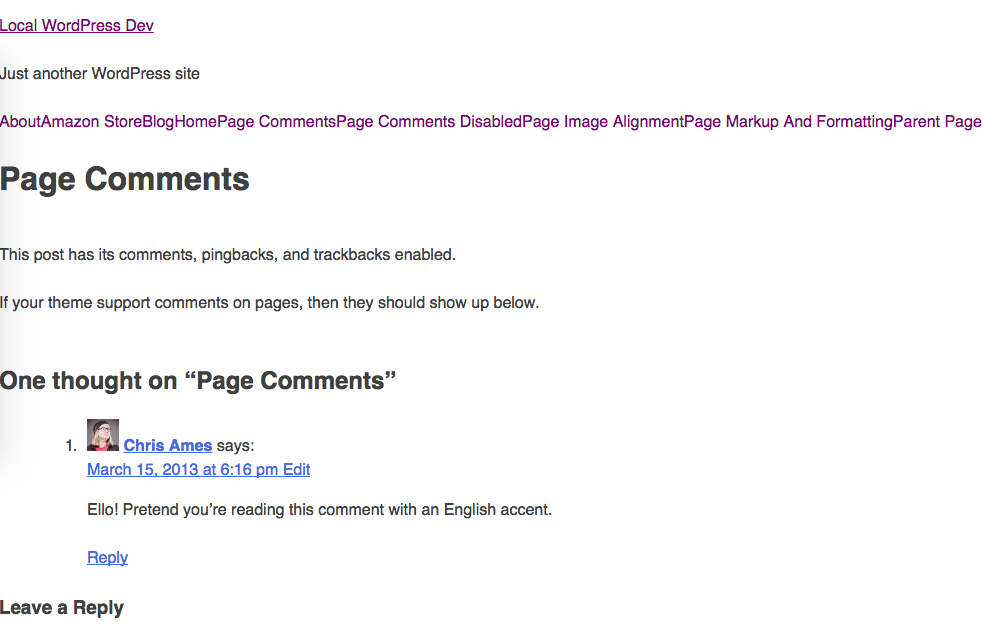 Local WordPress Dev
Just another WordPress site
AboutAmazon StoreBlogHomePage CommentsPage Comments DisabledPage Image AlignmentPage Markup And FormattingParent Page
Page Comments
This post has its comments, pingbacks, and trackbacks enabled.
If your theme support comments on pages, then they should show up below.
One thought on “Page Comments”
1. Chris Ames says:
March 15, 2013 at 6:16 pm Edit
Ello! Pretend you’re reading this comment with an English accent.
Reply
Leave a Reply